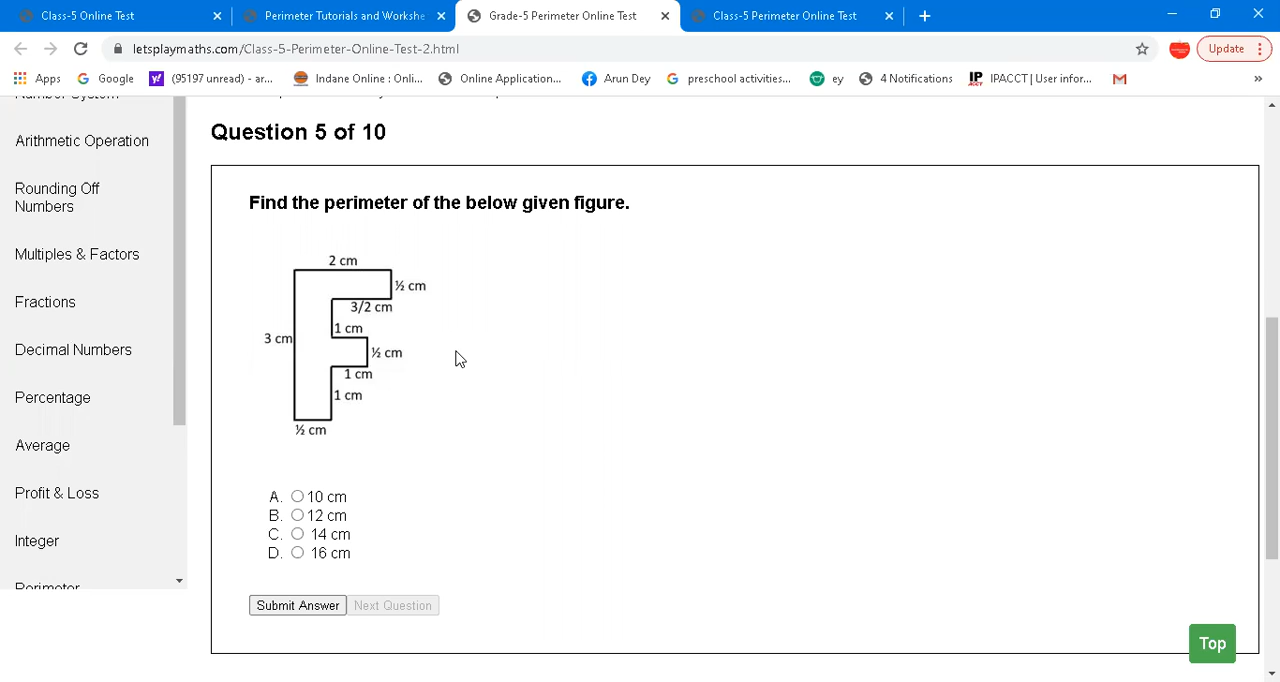 Class-5 Online Test
Perimeter Tutorials and Workshe
Grade-5 Perimeter Online Test
Class-5 Perimeter Online Test
letsplaymaths.com/Class-5-Perimeter-Online-Test-2.html
Update
Apps
Google
(95197 unread) - ar...
Indane Online : Onli...
Online Application...
Arun Dey
preschool activities...
ey
4 Notifications
IPACCT | User infor...
»
Number System
Arithmetic Operation
Rounding Off
Numbers
Multiples & Factors
Fractions
Decimal Numbers
Percentage
Average
Profit & Loss
Integer
Perimeter
Question 5 of 10
Find the perimeter of the below given figure.
2 cm
½ cm
3/2 cm
1 cm
3 cm
½ cm
1 cm
1 cm
½ cm
A. 10 cm
B. 12 cm
C. 14 cm
D. 16 cm
Submit Answer
Next Question
Top